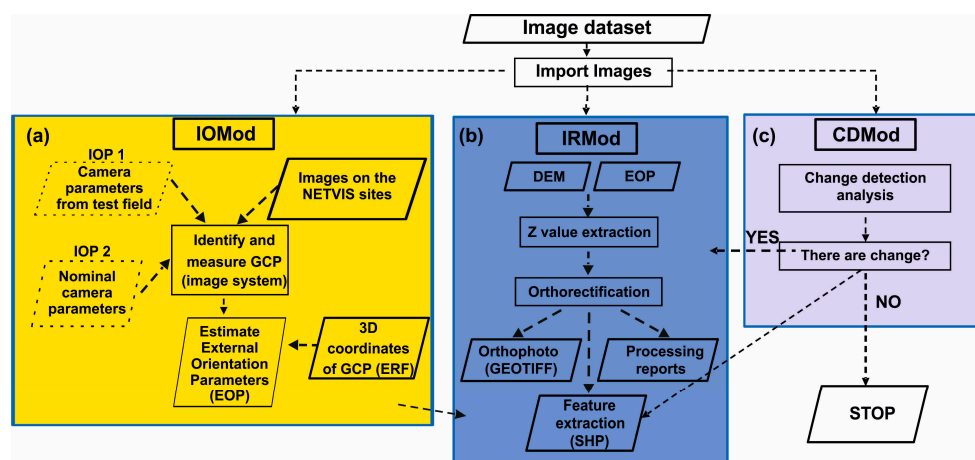 Image dataset
Import Images
(a)
IOMod
IOP 1
Camera
parameters
from test field
Images on the
NETVIS sites
IOP 2
Nominal
camera
parameters
Identify and
measure GCP
(image system)
Estimate
External
Orientation
Parameters
(EOP)
3D
coordinates
of GCP (ERF)
(b)
IRMod
DEM
EOP
Z value extraction
Orthorectification
Orthophoto
(GEOTIFF)
Processing
reports
Feature
extraction
(SHP)
(c)
CDMod
Change detection
analysis
YES
There are change?
NO
STOP